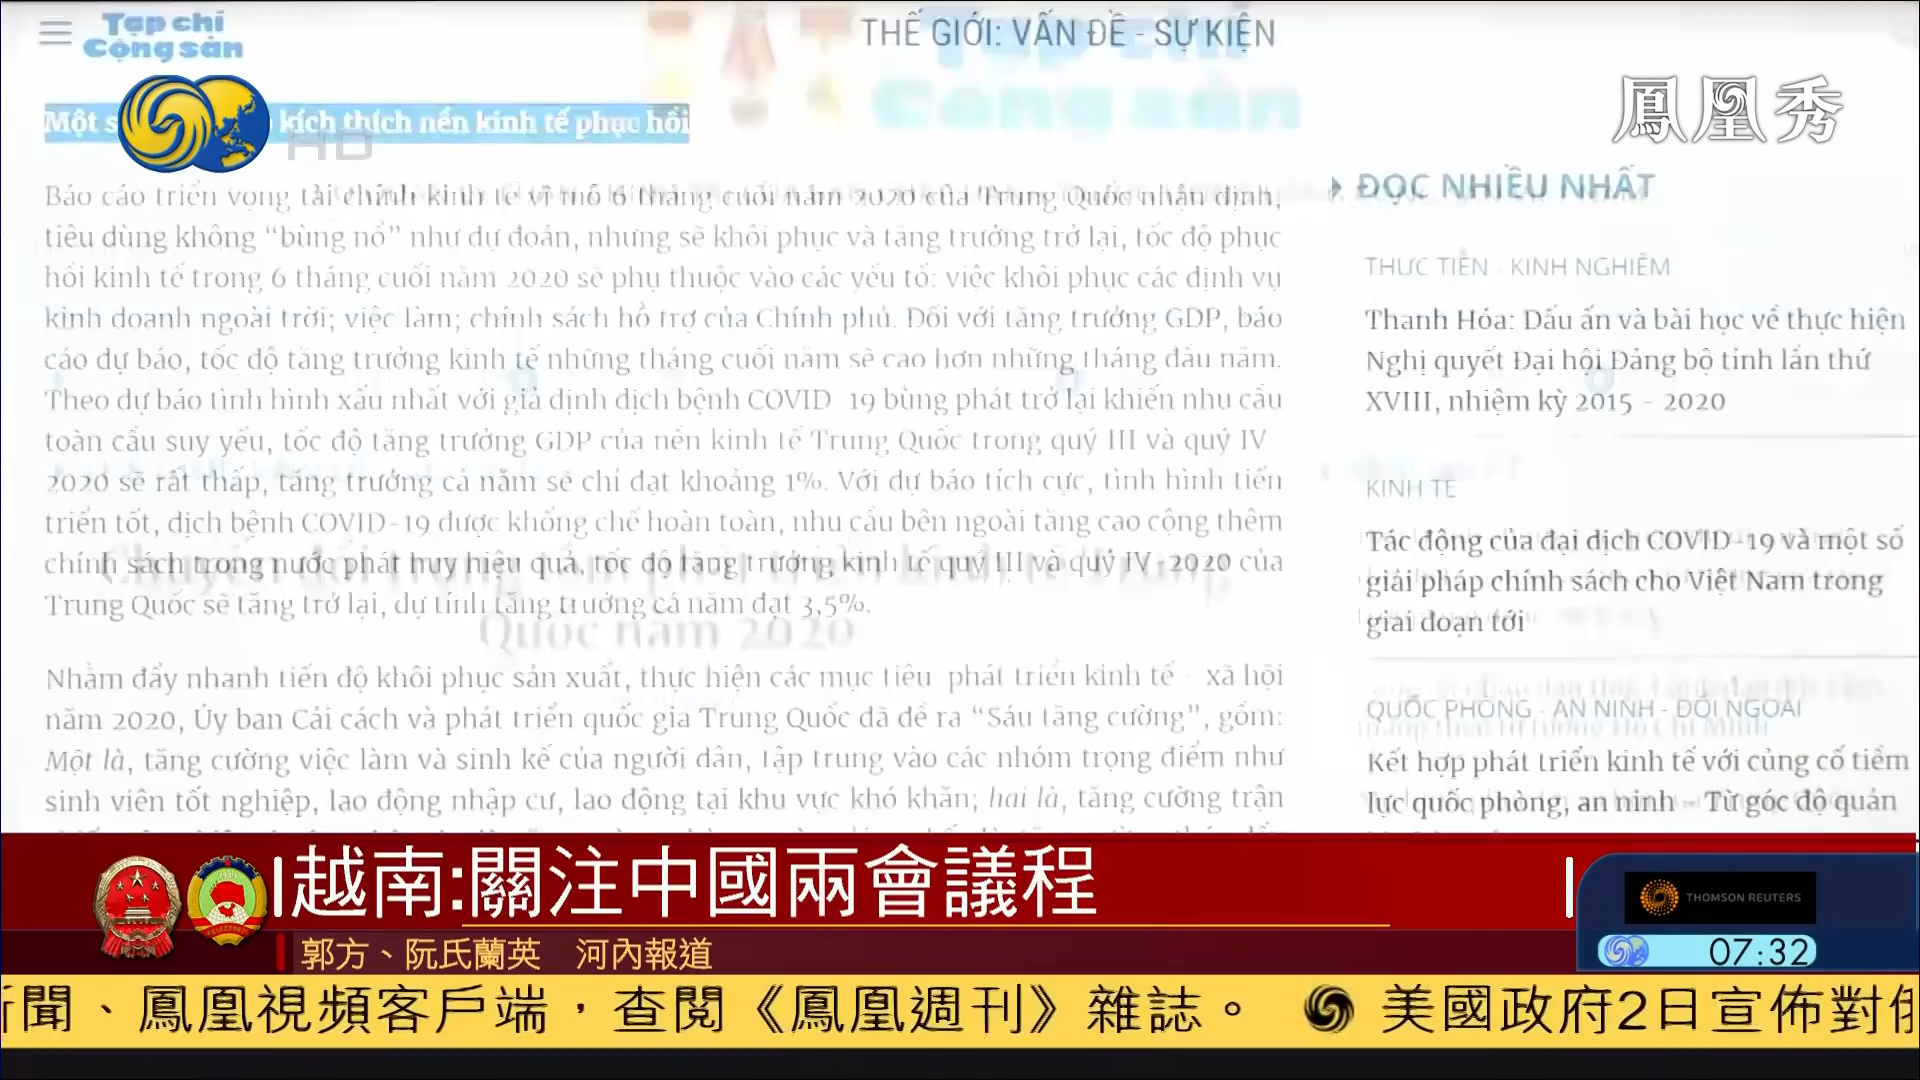 Tạp chí
Cộng sản
THẾ GIỚI: VẤN ĐỀ - SỰ KIỆN
鳳凰秀
Một kích thích nền kinh tế phục hồi
HD
Báo cáo triển vọng tài chính kinh tế vĩ mô 6 tháng cuối năm 2020 của Trung Quốc nhận định,
tiêu dùng không “bùng nổ” như dự đoán, nhưng sẽ khôi phục và tăng trưởng trở lại, tốc độ phục
hồi kinh tế trong 6 tháng cuối năm 2020 sẽ phụ thuộc vào các yếu tố: việc khôi phục các dịnh vụ
kinh doanh ngoài trời; việc làm; chính sách hỗ trợ của Chính phủ. Đối với tăng trưởng GDP, báo
cáo dự báo, tốc độ tăng trưởng kinh tế những tháng cuối năm sẽ cao hơn những tháng đầu năm.
Theo dự báo tình hình xấu nhất với giả định dịch bệnh COVID 19 bùng phát trở lại khiến nhu cầu
toàn cầu suy yếu, tốc độ tăng trưởng GDP của nền kinh tế Trung Quốc trong quý III và quý IV-
2020 sẽ rất thấp, tăng trưởng cả năm sẽ chỉ đạt khoảng 1%. Với dự báo tích cực, tình hình tiến
triển tốt, dịch bệnh COVID-19 được khống chế hoàn toàn, nhu cầu bên ngoài tăng cao cộng thêm
chính sách trong nước phát huy hiệu quả, tốc độ tăng trưởng kinh tế quý III và quý IV-2020 của
Trung Quốc sẽ tăng trở lại, dự tính tăng trưởng cả năm đạt 3,5%.
Quốc năm 2020
Nhằm đẩy nhanh tiến độ khôi phục sản xuất, thực hiện các mục tiêu phát triển kinh tế - xã hội
năm 2020, Ủy ban Cải cách và phát triển quốc gia Trung Quốc đã đề ra “Sáu tăng cường”, gồm:
Một là, tăng cường việc làm và sinh kế của người dân, tập trung vào các nhóm trọng điểm như
sinh viên tốt nghiệp, lao động nhập cư, lao động tại khu vực khó khăn; hai là, tăng cường trận
ĐỌC NHIỀU NHẤT
THỰC TIỄN - KINH NGHIỆM
Thanh Hóa: Dấu ấn và bài học về thực hiện
Nghị quyết Đại hội Đảng bộ tỉnh lần thứ
XVIII, nhiệm kỳ 2015 - 2020
KINH TẾ
Tác động của đại dịch COVID-19 và một số
giải pháp chính sách cho Việt Nam trong
giai đoạn tới
QUỐC PHÒNG - AN NINH - ĐỐI NGOẠI
Kết hợp phát triển kinh tế với củng cố tiềm
lực quốc phòng, an ninh - Từ góc độ quản
越南:關注中國兩會議程
郭方、阮氏蘭英 河內報道
THOMSON REUTERS
07:32
聞、鳳凰視頻客戶端，查閱《鳳凰週刊》雜誌。 美國政府2日宣佈對俄